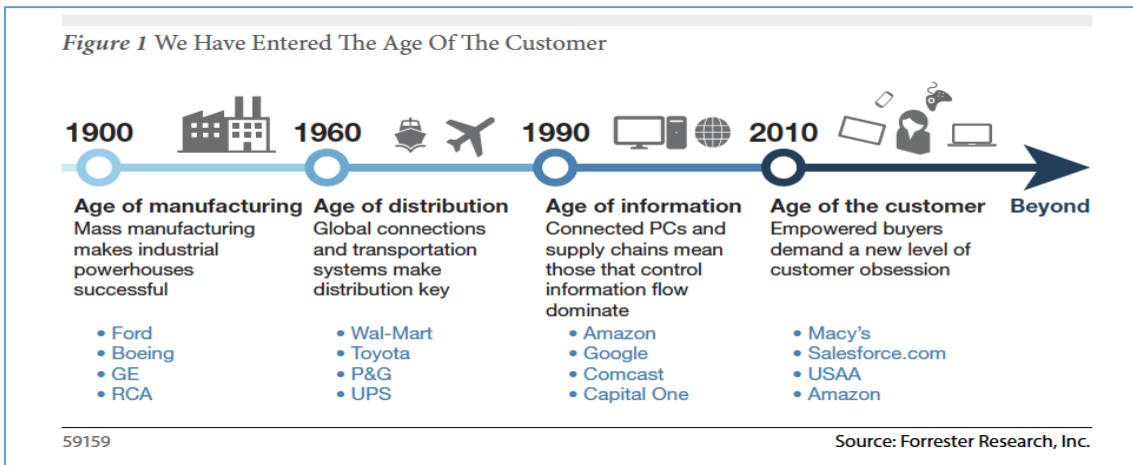 Figure 1 We Have Entered The Age Of The Customer
1900
1960
1990
2010
Age of manufacturing
Mass manufacturing
makes industrial
powerhouses
successful
• Ford
• Boeing
• GE
• RCA
Age of distribution
Global connections
and transportation
systems make
distribution key
• Wal-Mart
• Toyota
• P&G
• UPS
Age of information
Connected PCs and
supply chains mean
those that control
information flow
dominate
• Amazon
• Google
• Comcast
• Capital One
Age of the customer
Empowered buyers
demand a new level of
customer obsession
• Macy's
• Salesforce.com
• USAA
• Amazon
Beyond
59159
Source: Forrester Research, Inc.